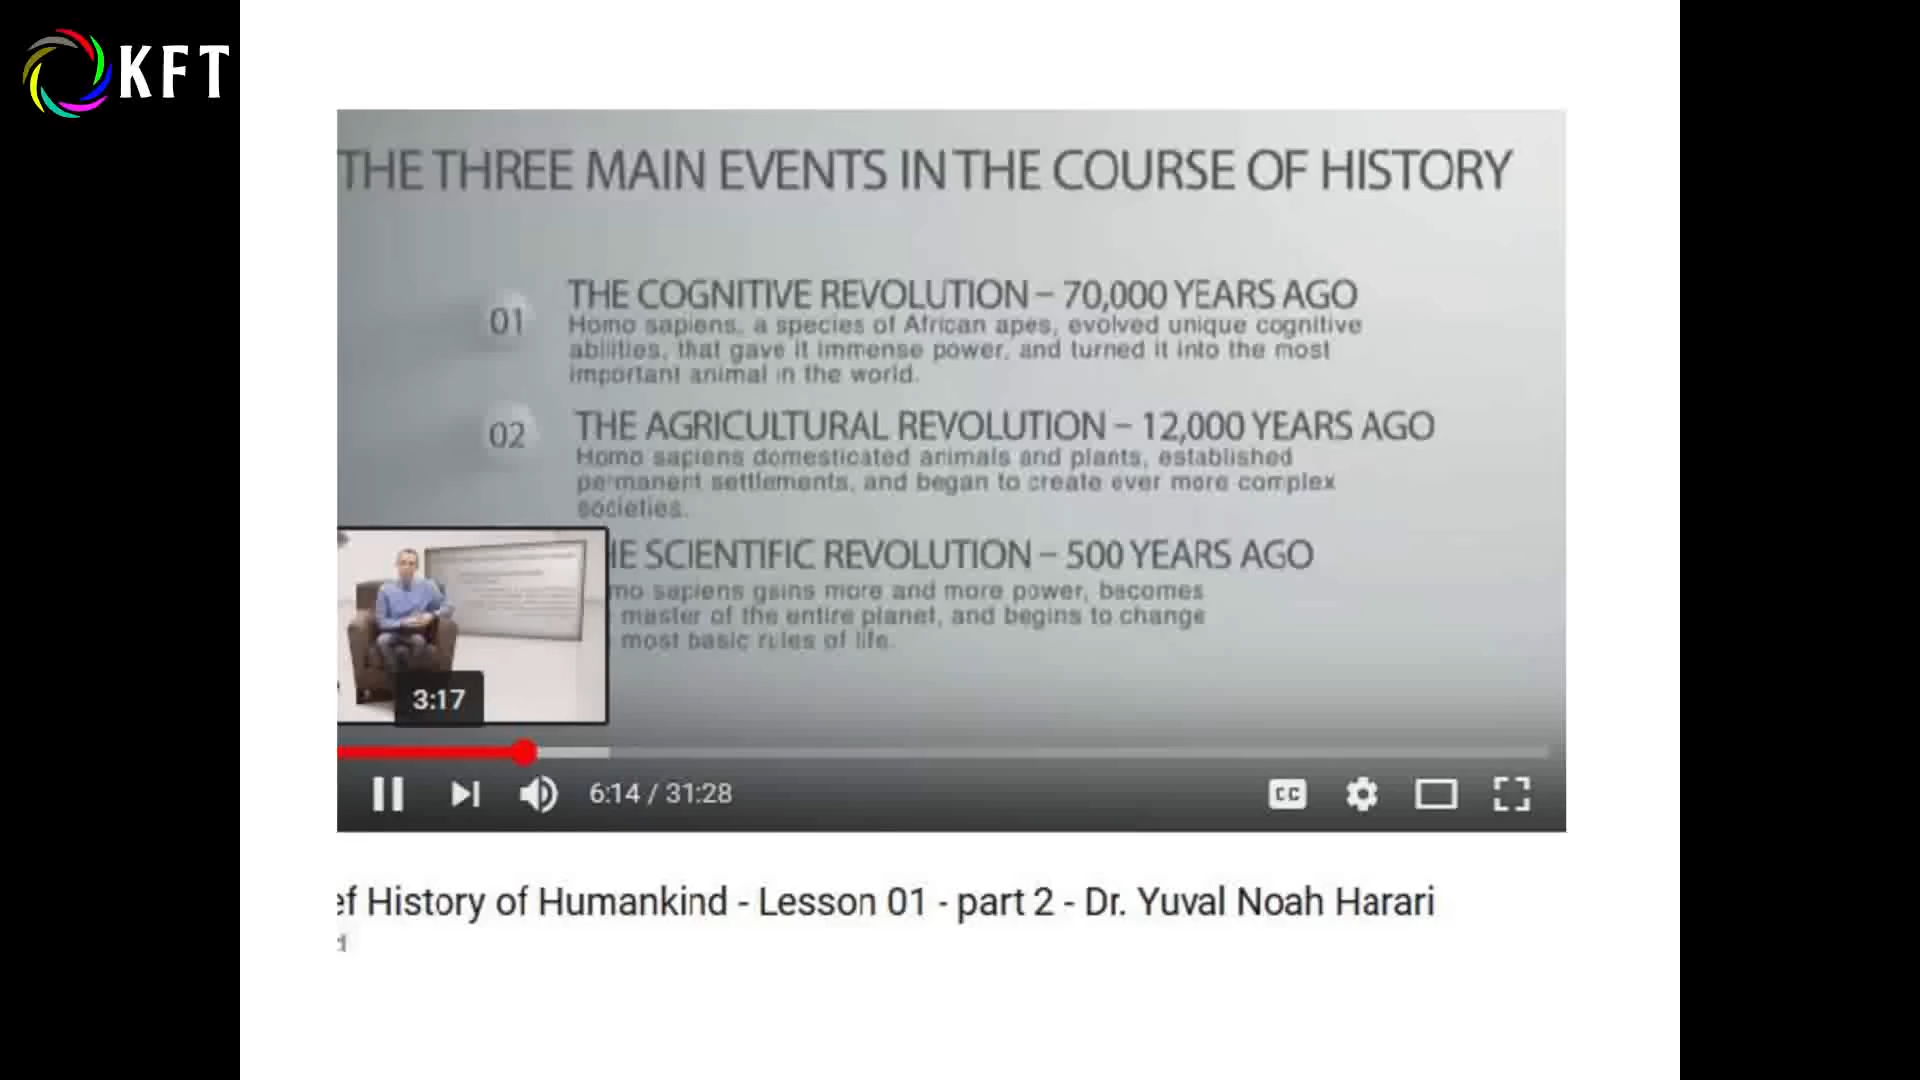 KFT
THE THREE MAIN EVENTS IN THE COURSE OF HISTORY
01
THE COGNITIVE REVOLUTION – 70,000 YEARS AGO
Homo sapiens, a species of African apes, evolved unique cognitive
abilities, that gave it immense power, and turned it into the most
important animal in the world.
02
THE AGRICULTURAL REVOLUTION – 12,000 YEARS AGO
Homo sapiens domesticated animals and plants, established
permanent settlements, and began to create ever more complex
societies.
HE SCIENTIFIC REVOLUTION – 500 YEARS AGO
mo sapiens gains more and more power, becomes
master of the entire planet, and begins to change
most basic rules of life.
3:17
6:14 / 31:28
CC
ef History of Humankind - Lesson 01 - part 2 - Dr. Yuval Noah Harari
d